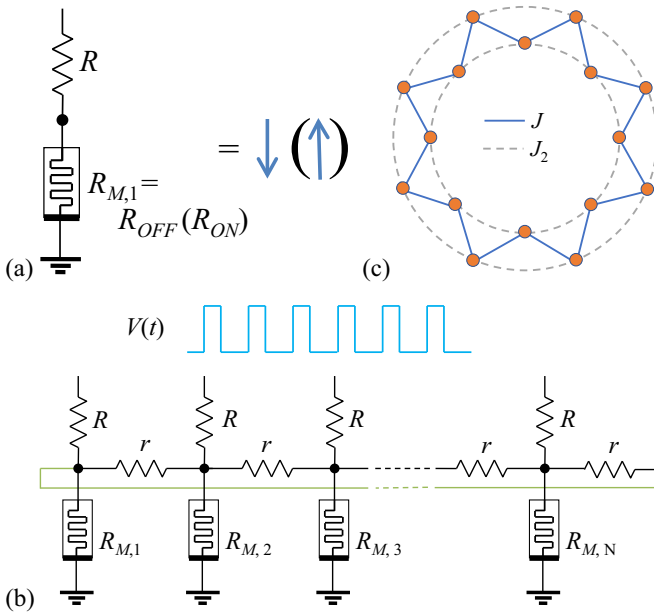 R
R_{M,1} =
R_{OFF} (R_{ON})
= ↓ (↑)
(a)
J
J_2
(c)
V(t)
R R R R
r r r r
R_{M,1} R_{M,2} R_{M,3} R_{M,N}
(b)